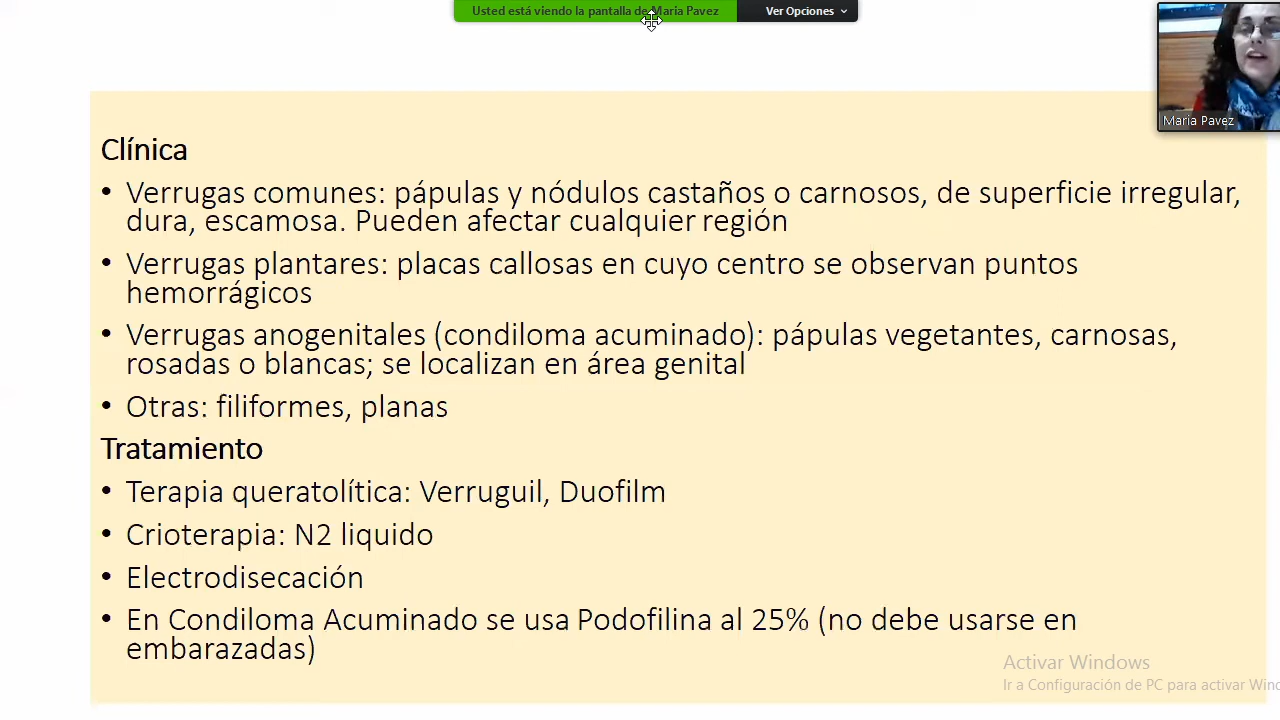 Usted está viendo la pantalla de Maria Pavez
Ver Opciones
Maria Pavez
Clínica
• Verrugas comunes: pápulas y nódulos castaños o carnosos, de superficie irregular,
dura, escamosa. Pueden afectar cualquier región
• Verrugas plantares: placas callosas en cuyo centro se observan puntos
hemorrágicos
• Verrugas anogenitales (condiloma acuminado): pápulas vegetantes, carnosas,
rosadas o blancas; se localizan en área genital
• Otras: filiformes, planas
Tratamiento
• Terapia queratolítica: Verruguil, Duofilm
• Crioterapia: N2 liquido
• Electrodisecación
• En Condiloma Acuminado se usa Podofilina al 25% (no debe usarse en
embarazadas)
Activar Windows
Ir a Configuración de PC para activar Wind